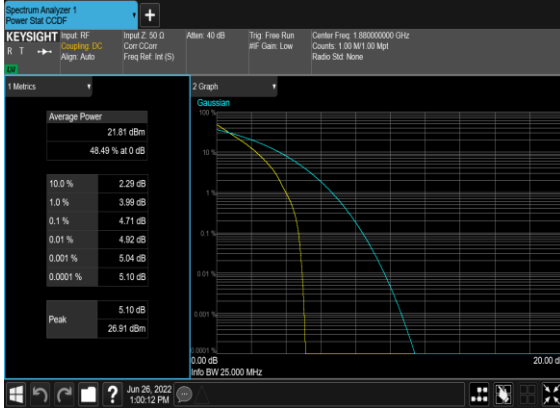 Spectrum Analyzer 1
Power Stat CCDF
+
KEYSIGHT
R T
LXI
Input: RF
Coupling: DC
Align: Auto
Input Z: 50 Ω
Corr CCorr
Freq Ref: Int (S)
Atten: 40 dB
Trig: Free Run
#IF Gain: Low
Center Freq: 1.880000000 GHz
Counts: 1.00 M/1.00 Mpt
Radio Std: None
1 Metrics
Average Power
21.81 dBm
48.49 % at 0 dB
10.0 % 2.29 dB
1.0 % 3.99 dB
0.1 % 4.71 dB
0.01 % 4.92 dB
0.001 % 5.04 dB
0.0001 % 5.10 dB
Peak
5.10 dB
26.91 dBm
2 Graph
Gaussian
100 %
10 %
1 %
0.1 %
0.01 %
0.001 %
0.0001 %
0.00 dB
20.00 dB
Info BW 25.000 MHz
?
Jun 26, 2022
1:00:12 PM